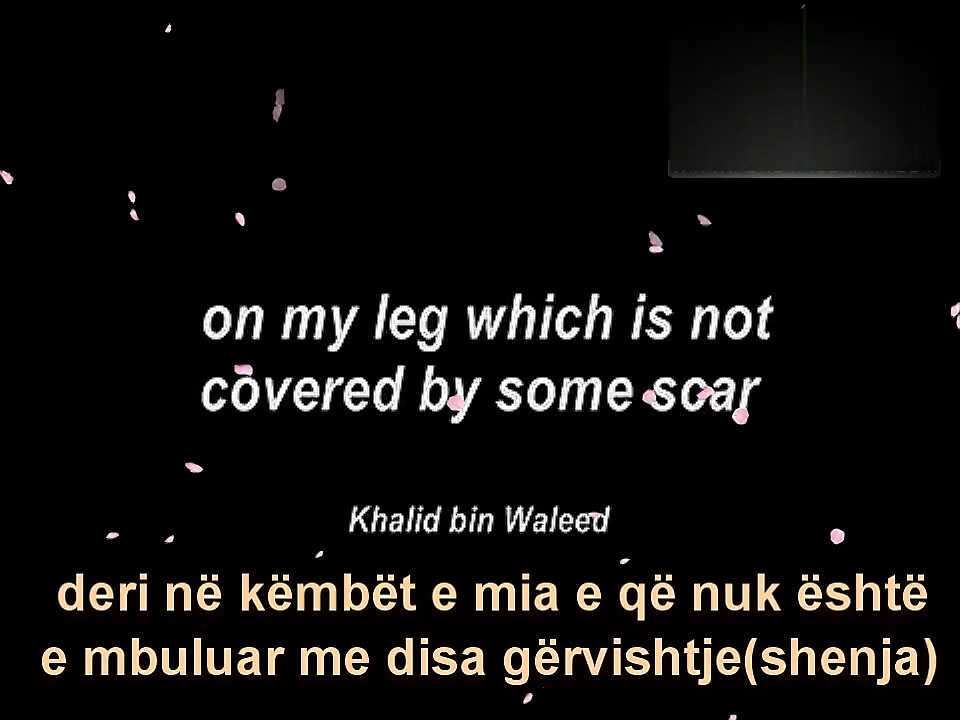 on my leg which is not
covered by some scar
Khalid bin Waleed
deri në këmbët e mia e që nuk është
e mbuluar me disa gërvishtje(shenja)